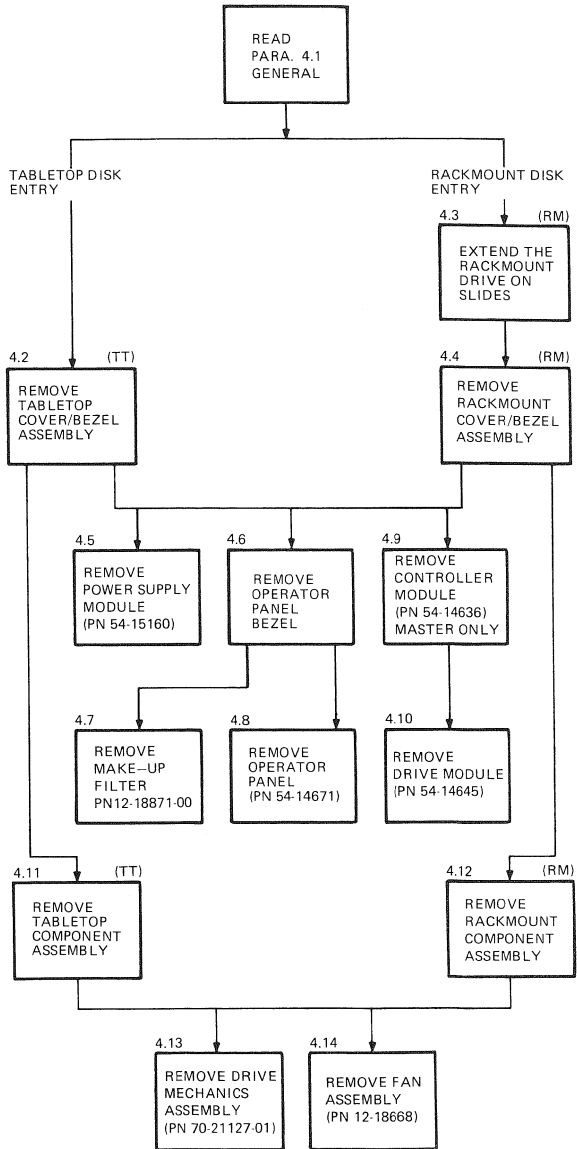 READ
PARA. 4.1
GENERAL
TABLETOP DISK
ENTRY
RACKMOUNT DISK
ENTRY
4.3 (RM)
EXTEND THE
RACKMOUNT
DRIVE ON
SLIDES
4.2 (TT)
REMOVE
TABLETOP
COVER/BEZEL
ASSEMBLY
4.4 (RM)
REMOVE
RACKMOUNT
COVER/BEZEL
ASSEMBLY
4.5
REMOVE
POWER SUPPLY
MODULE
(PN 54-15160)
4.6
REMOVE
OPERATOR
PANEL
BEZEL
4.9
REMOVE
CONTROLLER
MODULE
(PN 54-14636)
MASTER ONLY
4.7
REMOVE
MAKE–UP
FILTER
PN12-18871-00
4.8
REMOVE
OPERATOR
PANEL
(PN 54-14671)
4.10
REMOVE
DRIVE MODULE
(PN 54-14645)
4.11 (TT)
REMOVE
TABLETOP
COMPONENT
ASSEMBLY
4.12 (RM)
REMOVE
RACKMOUNT
COMPONENT
ASSEMBLY
4.13
REMOVE DRIVE
MECHANICS
ASSEMBLY
(PN 70-21127-01)
4.14
REMOVE FAN
ASSEMBLY
(PN 12-18668)